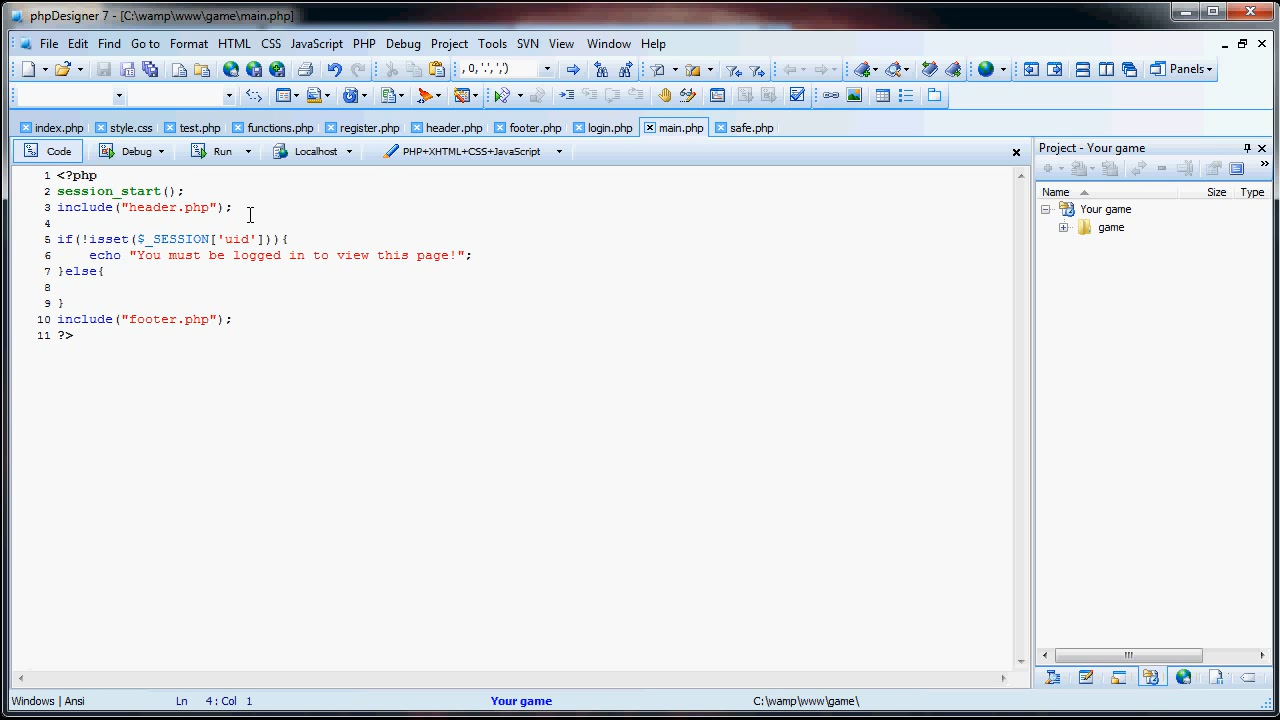 phpDesigner 7 - [C:\wamp\www\game\main.php]
File Edit Find Go to Format HTML CSS JavaScript PHP Debug Project Tools SVN View Window Help
, 0, '.', ',')
Panels
index.php style.css test.php functions.php register.php header.php footer.php login.php main.php safe.php
Code Debug Run Localhost PHP+XHTML+CSS+JavaScript
Project - Your game
Name Size Type
Your game
game
1 <?php
2 session_start();
3 include("header.php");
4
5 if(!isset($_SESSION['uid'])){
6 echo "You must be logged in to view this page!";
7 }else{
8
9 }
10 include("footer.php");
11 ?>
Windows | Ansi Ln 4 : Col 1 Your game C:\wamp\www\game\